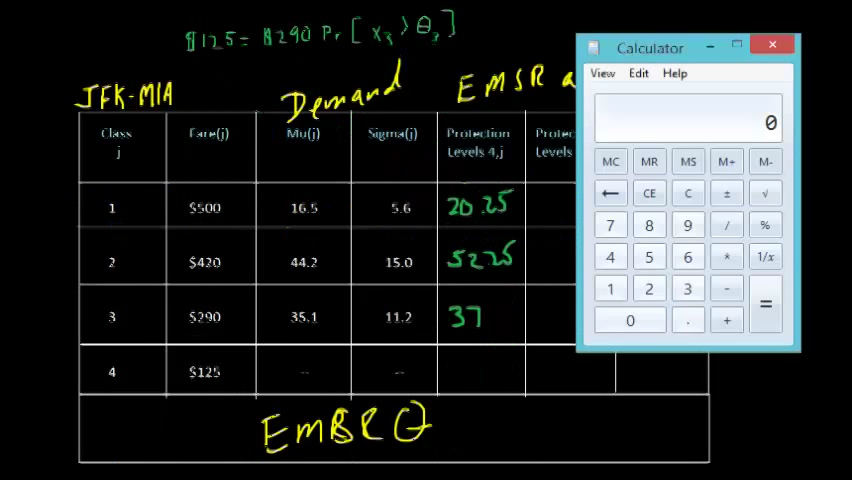 $125 = $290 Pr [ X3 > θ3 ]
JFK-MIA Demand EMSR a
Class j Fare(j) Mu(j) Sigma(j) Protection Levels 4,j Protec Levels
1 $500 16.5 5.6 20.25
2 $420 44.2 15.0 52.25
3 $290 35.1 11.2 37
4 $125 -- --
Calculator
View Edit Help
0
MC MR MS M+ M-
← CE C ± √
7 8 9 / %
4 5 6 * 1/x
1 2 3 - =
0 . +